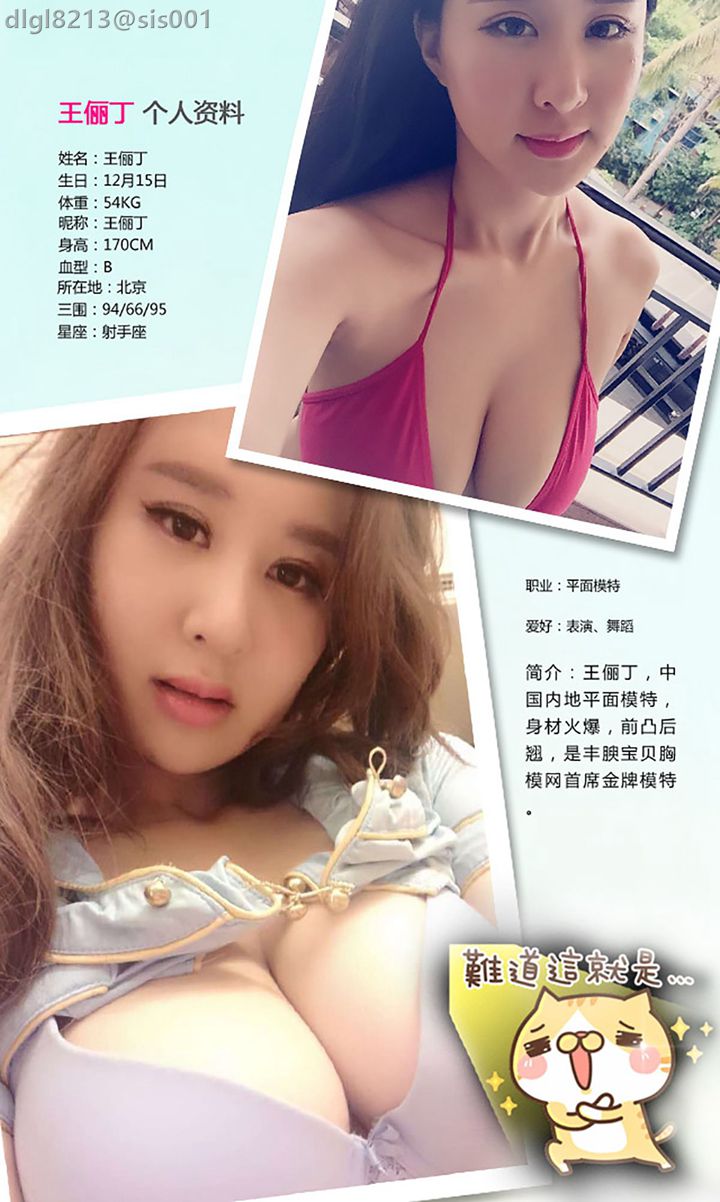 dlgl8213@sis001
王俪丁 个人资料
姓名：王俪丁
生日：12月15日
体重：54KG
昵称：王俪丁
身高：170CM
血型：B
所在地：北京
三围：94/66/95
星座：射手座
职业：平面模特
爱好：表演、舞蹈
简介：王俪丁，中
国内地平面模特，
身材火爆，前凸后
翘，是丰腴宝贝胸
模网首席金牌模特
。
難道這就是...